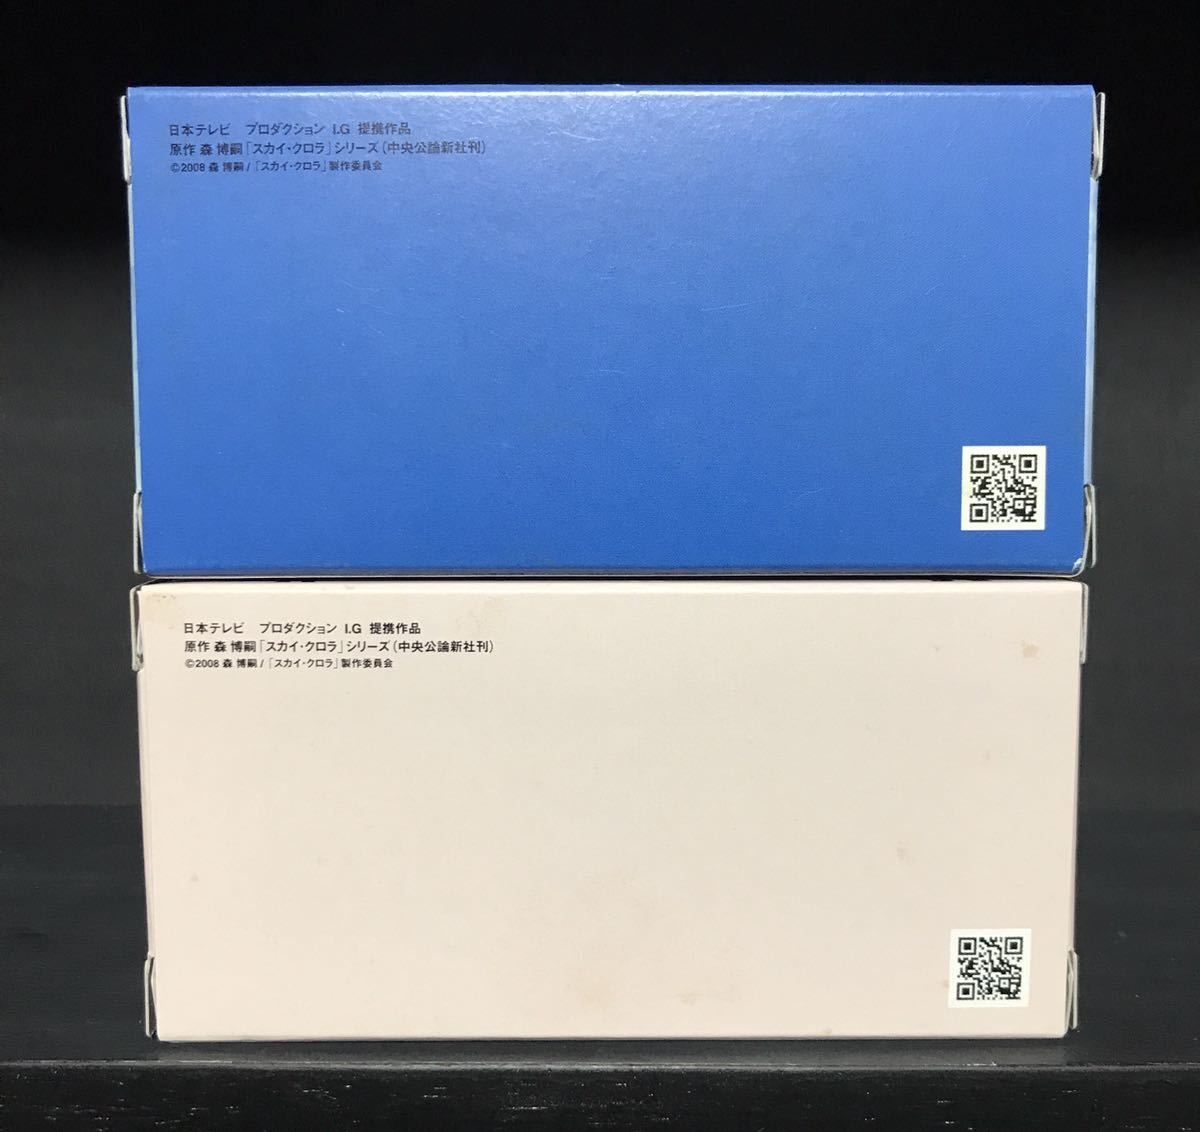 日本テレビ　プロダクション I.G 提携作品
原作 森 博嗣「スカイ・クロラ」シリーズ（中央公論新社刊）
©2008 森 博嗣 / 「スカイ・クロラ」製作委員会
日本テレビ　プロダクション I.G 提携作品
原作 森 博嗣「スカイ・クロラ」シリーズ（中央公論新社刊）
©2008 森 博嗣 / 「スカイ・クロラ」製作委員会